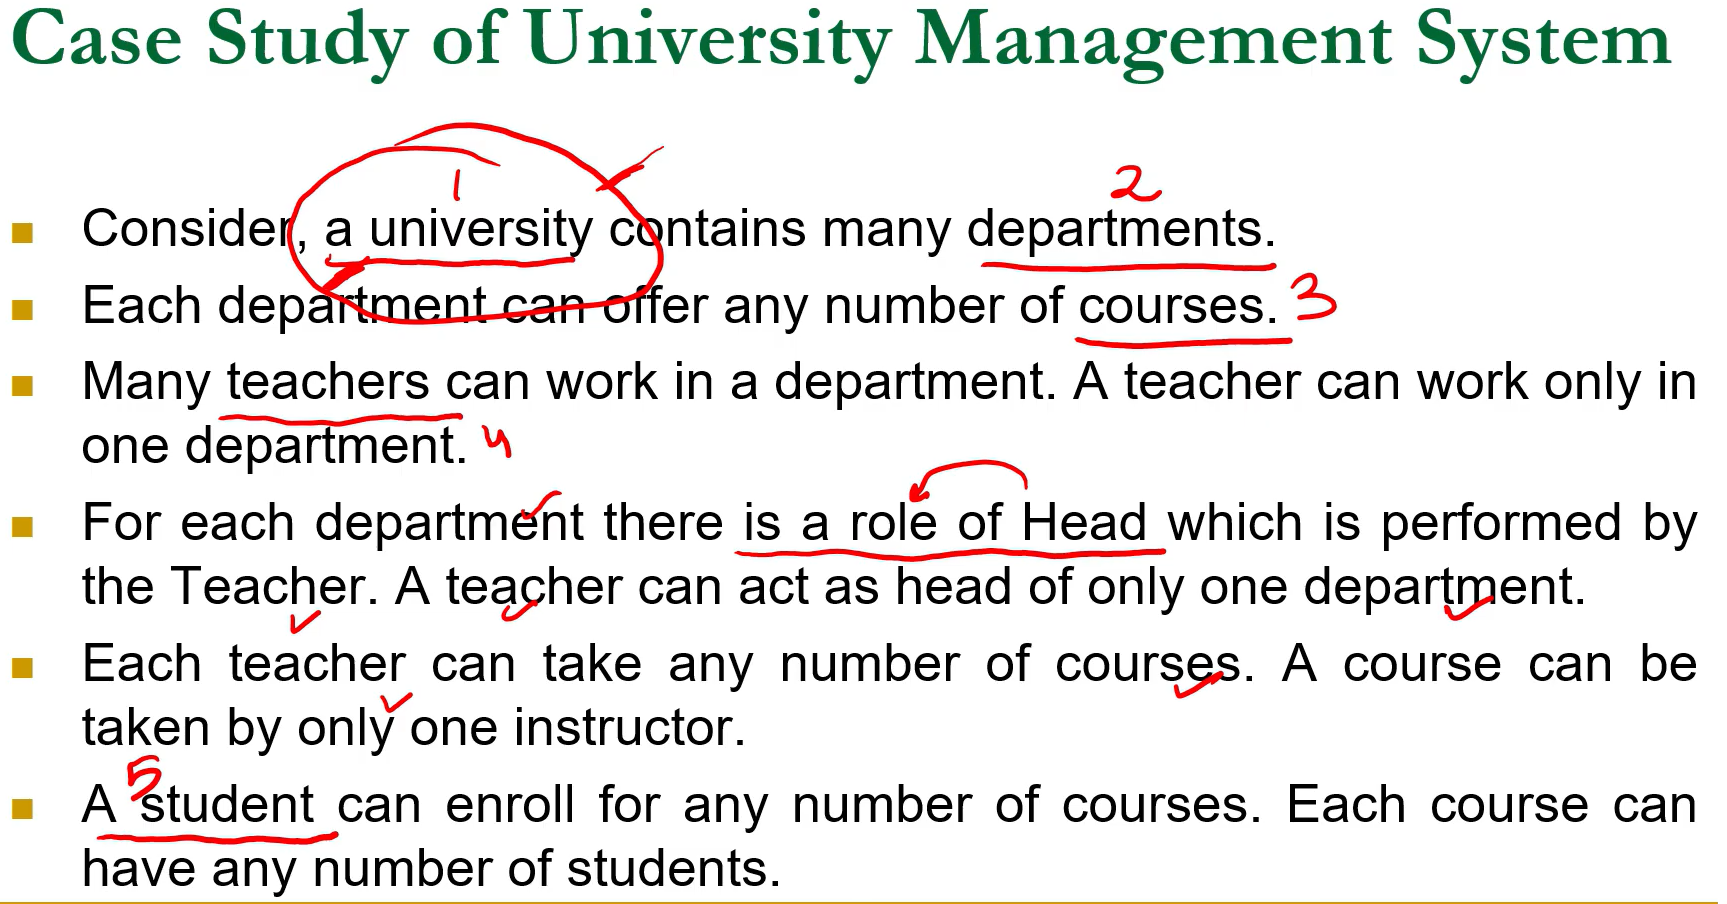 Case Study of University Management System
1
2
Consider, a university contains many departments.
Each department can offer any number of courses. 3
Many teachers can work in a department. A teacher can work only in
one department. 4
For each department there is a role of Head which is performed by
the Teacher. A teacher can act as head of only one department.
Each teacher can take any number of courses. A course can be
taken by only one instructor.
5
A student can enroll for any number of courses. Each course can
have any number of students.